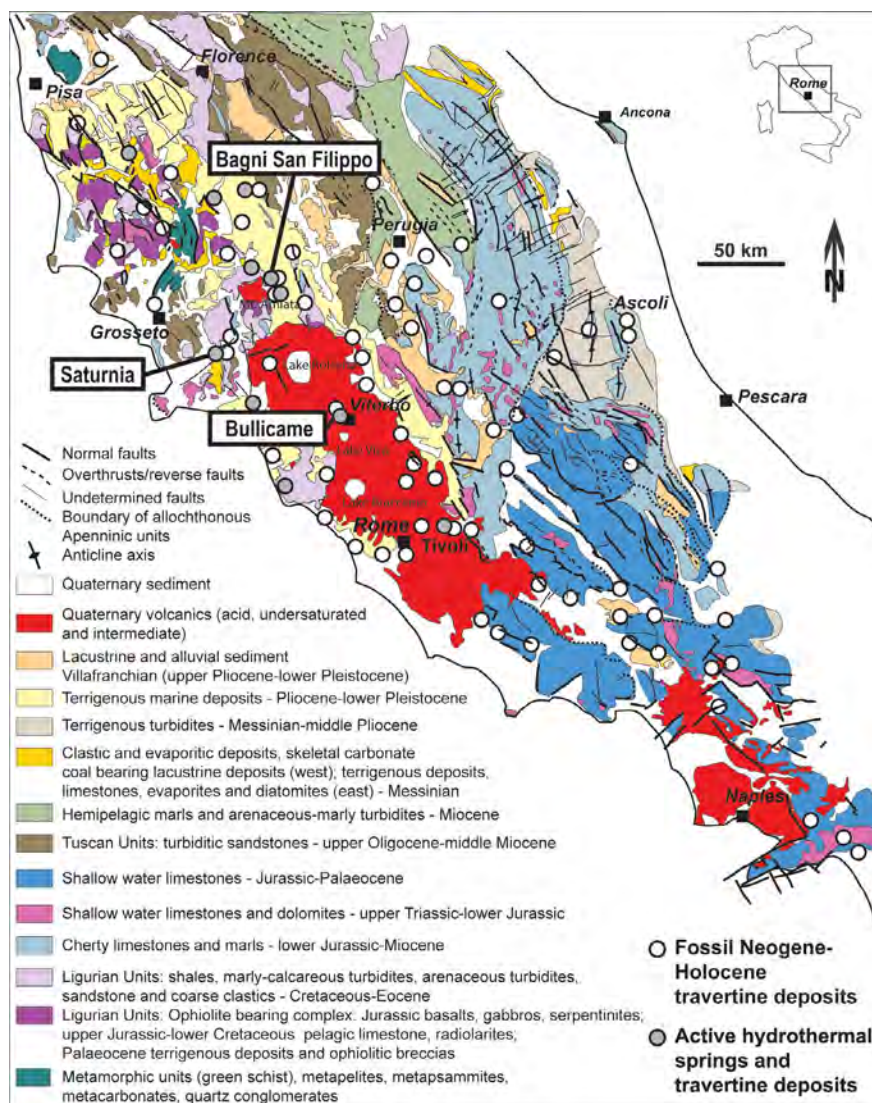 Florence
Pisa
Rome
Ancona
Bagni San Filippo
Perugia
50 km
N
Mt. Amiata
Ascoli
Grosseto
Saturnia
Lake Bolsena
Pescara
Viterbo
Bullicame
Lake Vico
Rome
Tivoli
Naples
Normal faults
Overthrusts/reverse faults
Undetermined faults
Boundary of allochthonous
Apenninic units
Anticline axis
Quaternary sediment
Quaternary volcanics (acid, undersaturated
and intermediate)
Lacustrine and alluvial sediment
Villafranchian (upper Pliocene-lower Pleistocene)
Terrigenous marine deposits - Pliocene-lower Pleistocene
Terrigenous turbidites - Messinian-middle Pliocene
Clastic and evaporitic deposits, skeletal carbonate
coal bearing lacustrine deposits (west); terrigenous deposits,
limestones, evaporites and diatomites (east) - Messinian
Hemipelagic marls and arenaceous-marly turbidites - Miocene
Tuscan Units: turbiditic sandstones - upper Oligocene-middle Miocene
Shallow water limestones - Jurassic-Palaeocene
Shallow water limestones and dolomites - upper Triassic-lower Jurassic
Cherty limestones and marls - lower Jurassic-Miocene
Ligurian Units: shales, marly-calcareous turbidites, arenaceous turbidites,
sandstone and coarse clastics - Cretaceous-Eocene
Ligurian Units: Ophiolite bearing complex: Jurassic basalts, gabbros, serpentinites;
upper Jurassic-lower Cretaceous pelagic limestone, radiolarites;
Palaeocene terrigenous deposits and ophiolitic breccias
Metamorphic units (green schist), metapelites, metapsammites,
metacarbonates, quartz conglomerates
Fossil Neogene-
Holocene
travertine deposits
Active hydrothermal
springs and
travertine deposits